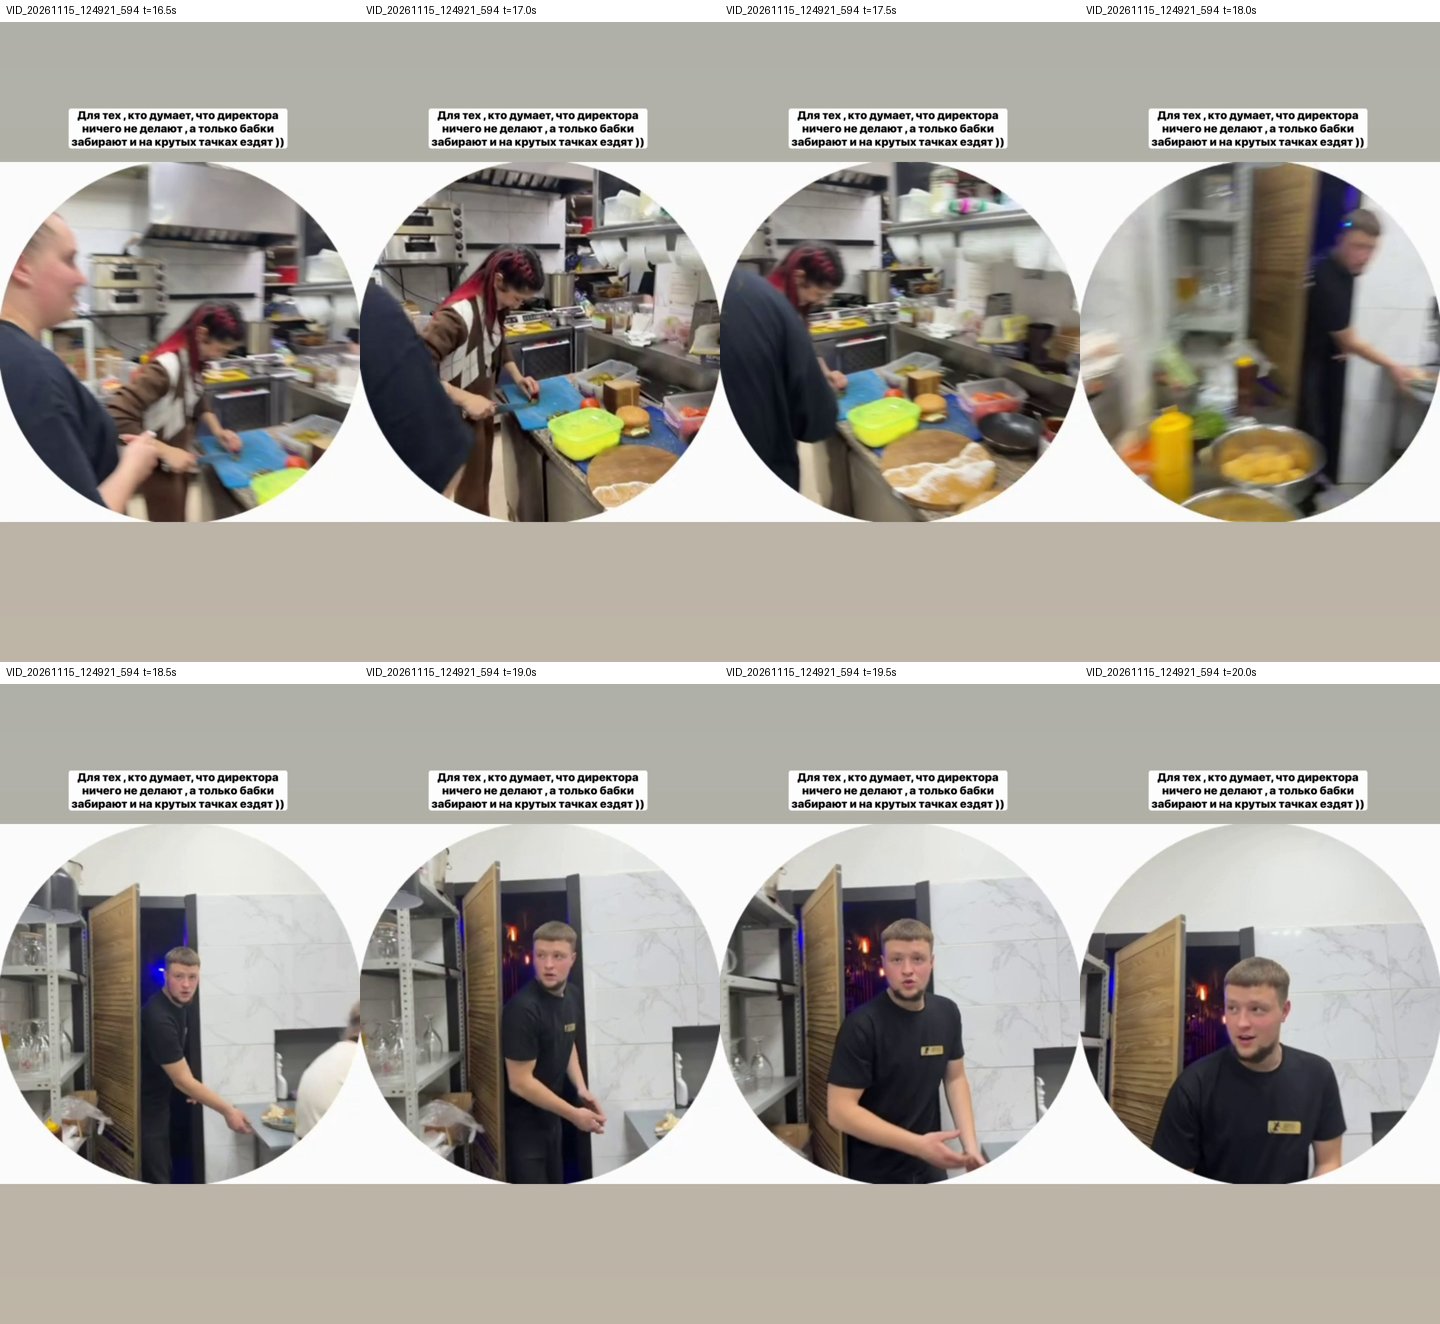 VID_20261115_124921_594 t=16.5s
VID_20261115_124921_594 t=17.0s
VID_20261115_124921_594 t=17.5s
VID_20261115_124921_594 t=18.0s
Для тех , кто думает, что директора
ничего не делают , а только бабки
забирают и на крутых тачках ездят ))
Для тех , кто думает, что директора
ничего не делают , а только бабки
забирают и на крутых тачках ездят ))
Для тех , кто думает, что директора
ничего не делают , а только бабки
забирают и на крутых тачках ездят ))
Для тех , кто думает, что директора
ничего не делают , а только бабки
забирают и на крутых тачках ездят ))
VID_20261115_124921_594 t=18.5s
VID_20261115_124921_594 t=19.0s
VID_20261115_124921_594 t=19.5s
VID_20261115_124921_594 t=20.0s
Для тех , кто думает, что директора
ничего не делают , а только бабки
забирают и на крутых тачках ездят ))
Для тех , кто думает, что директора
ничего не делают , а только бабки
забирают и на крутых тачках ездят ))
Для тех , кто думает, что директора
ничего не делают , а только бабки
забирают и на крутых тачках ездят ))
Для тех , кто думает, что директора
ничего не делают , а только бабки
забирают и на крутых тачках ездят ))